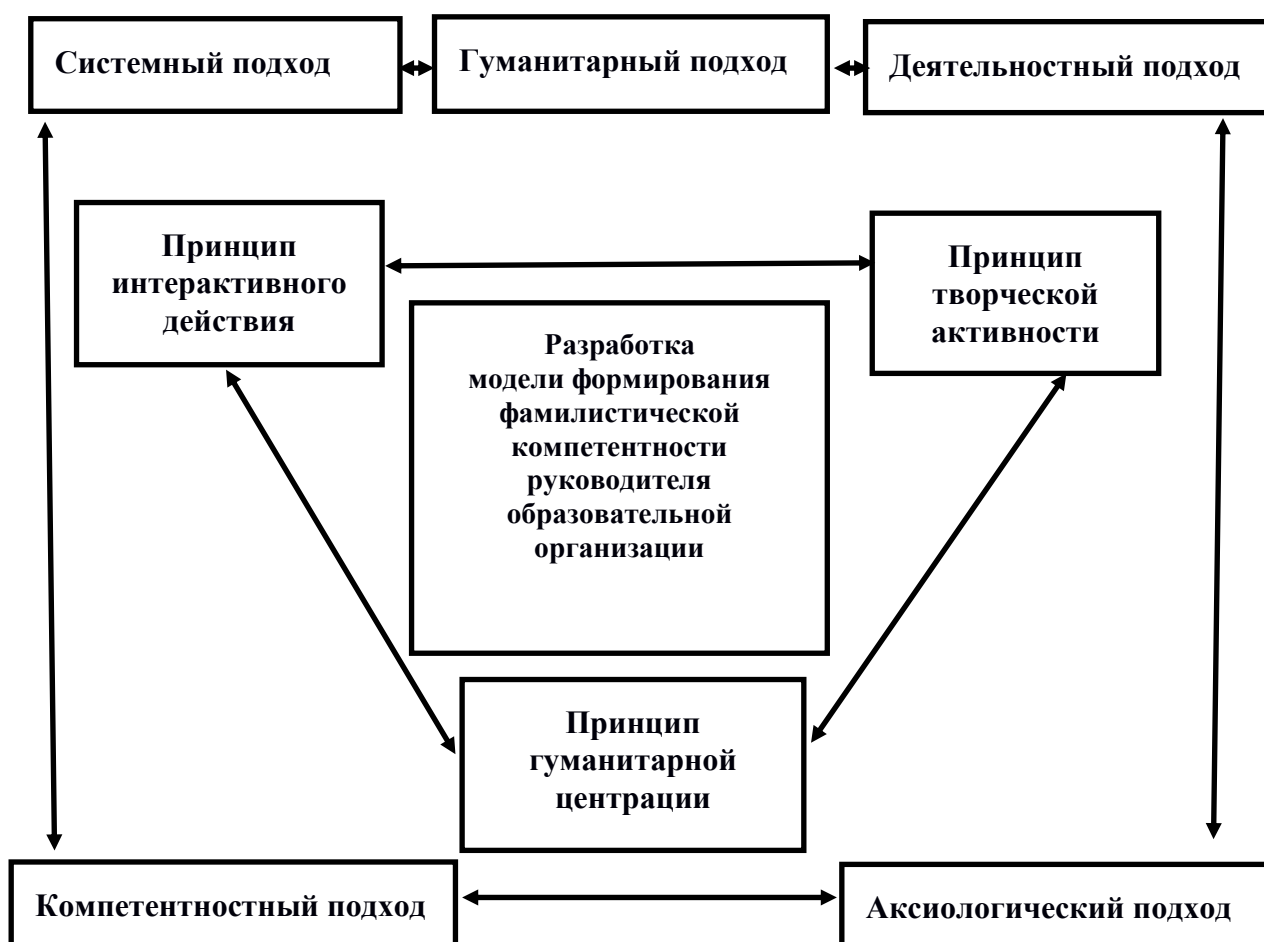 Системный подход
Гуманитарный подход
Деятельностный подход
Принцип
интерактивного
действия
Принцип
творческой
активности
Разработка
модели формирования
фамилистической
компетентности
руководителя
образовательной
организации
Принцип
гуманитарной
центрации
Компетентностный подход
Аксиологический подход